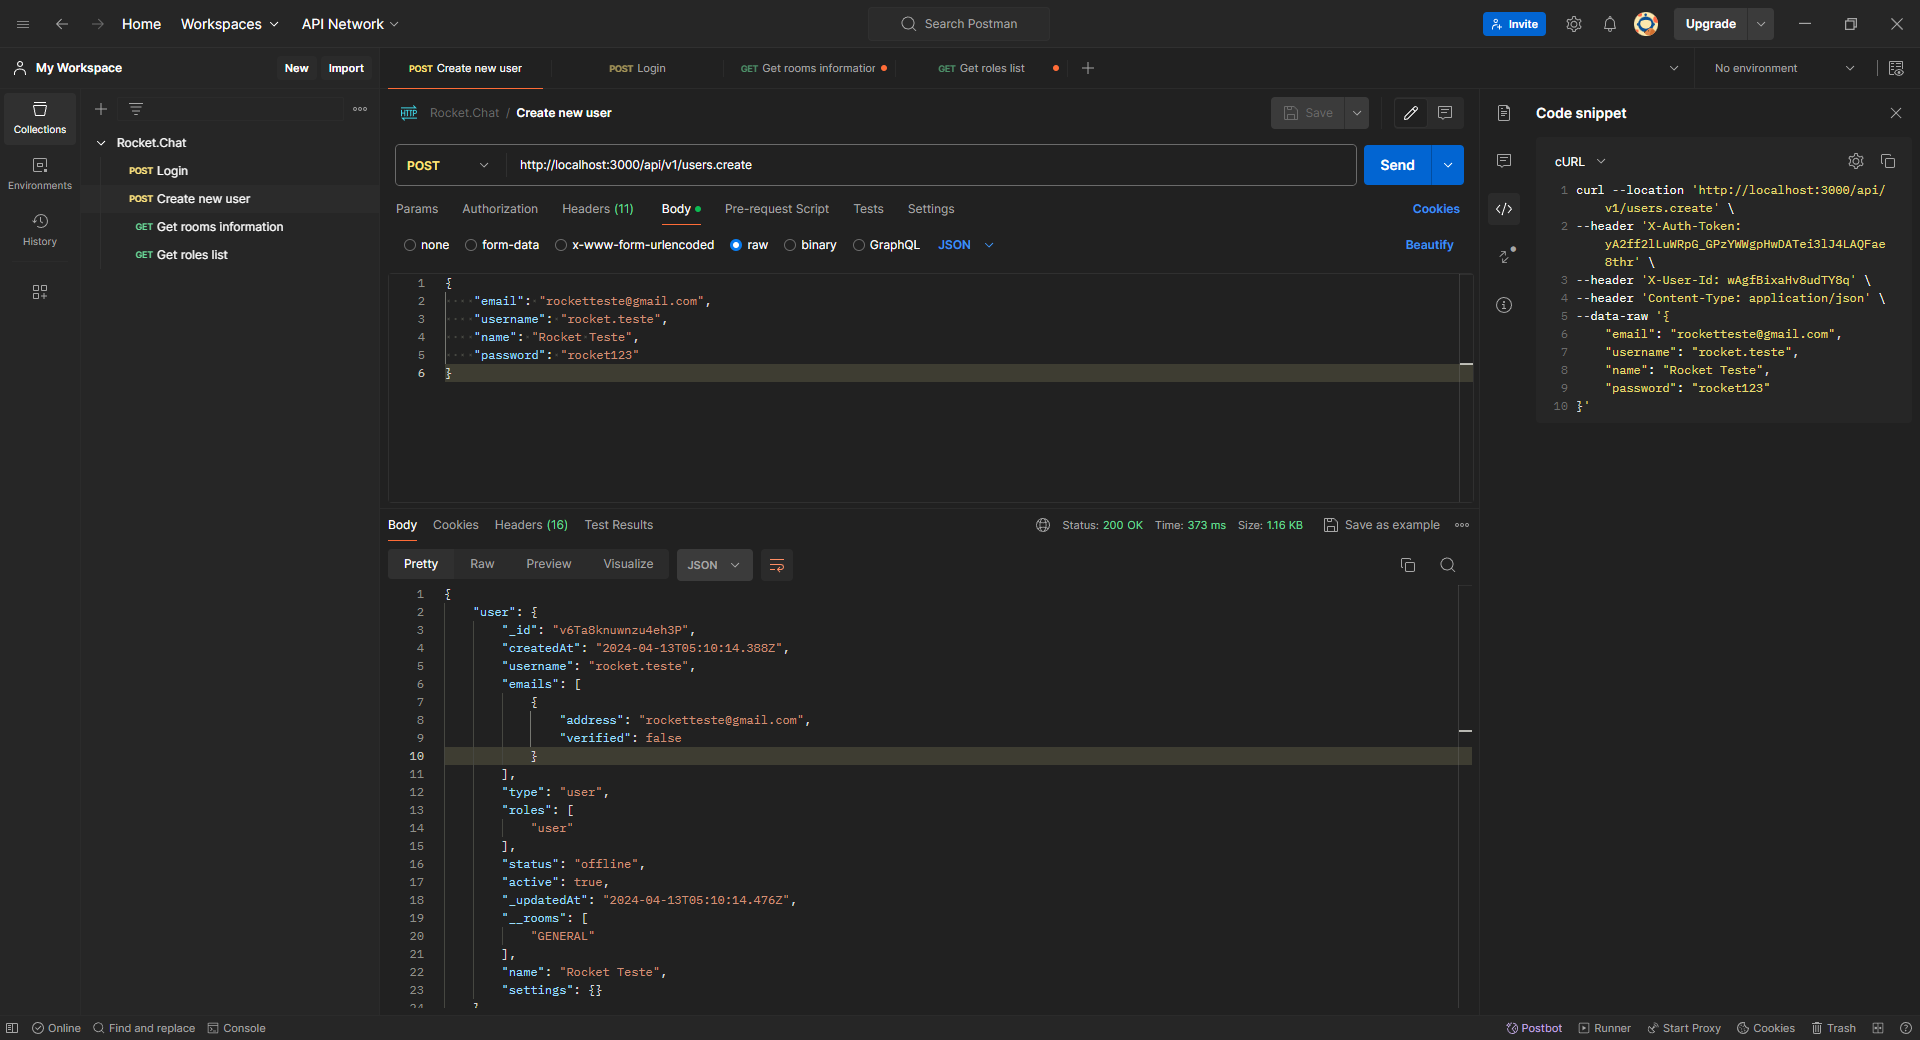 Home Workspaces API Network
Search Postman
Invite Upgrade
My Workspace New Import
POST Create new user POST Login GET Get rooms information GET Get roles list
No environment
Collections
Environments
History
Rocket.Chat
POST Login
POST Create new user
GET Get rooms information
GET Get roles list
HTTP Rocket.Chat / Create new user Save
POST http://localhost:3000/api/v1/users.create Send
Params Authorization Headers (11) Body Pre-request Script Tests Settings Cookies
none form-data x-www-form-urlencoded raw binary GraphQL JSON Beautify
1 {
2 "email": "rocketteste@gmail.com",
3 "username": "rocket.teste",
4 "name": "Rocket Teste",
5 "password": "rocket123"
6 }
Body Cookies Headers (16) Test Results Status: 200 OK Time: 373 ms Size: 1.16 KB Save as example
Pretty Raw Preview Visualize JSON
1 {
2 "user": {
3 "_id": "v6Ta8knuwnzu4eh3P",
4 "createdAt": "2024-04-13T05:10:14.388Z",
5 "username": "rocket.teste",
6 "emails": [
7 {
8 "address": "rocketteste@gmail.com",
9 "verified": false
10 }
11 ],
12 "type": "user",
13 "roles": [
14 "user"
15 ],
16 "status": "offline",
17 "active": true,
18 "_updatedAt": "2024-04-13T05:10:14.476Z",
19 "__rooms": [
20 "GENERAL"
21 ],
22 "name": "Rocket Teste",
23 "settings": {}
24 }
Code snippet
cURL
1 curl --location 'http://localhost:3000/api/
v1/users.create' \
2 --header 'X-Auth-Token:
yA2ff2lLuWRpG_GPzYWWgpHwDATei3lJ4LAQFae
8thr' \
3 --header 'X-User-Id: wAgfBixaHv8udTY8q' \
4 --header 'Content-Type: application/json' \
5 --data-raw '{
6 "email": "rocketteste@gmail.com",
7 "username": "rocket.teste",
8 "name": "Rocket Teste",
9 "password": "rocket123"
10 }'
Online Find and replace Console
Postbot Runner Start Proxy Cookies Trash